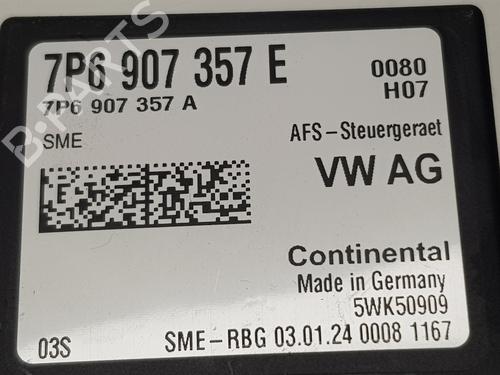 7P6 907 357 E
0080
7P6 907 357 A
H07
SME
AFS-Steuergeraet
VW AG
Continental
Made in Germany
5WK50909
03S
SME-RBG 03.01.24 0008 1167
B-PARTS